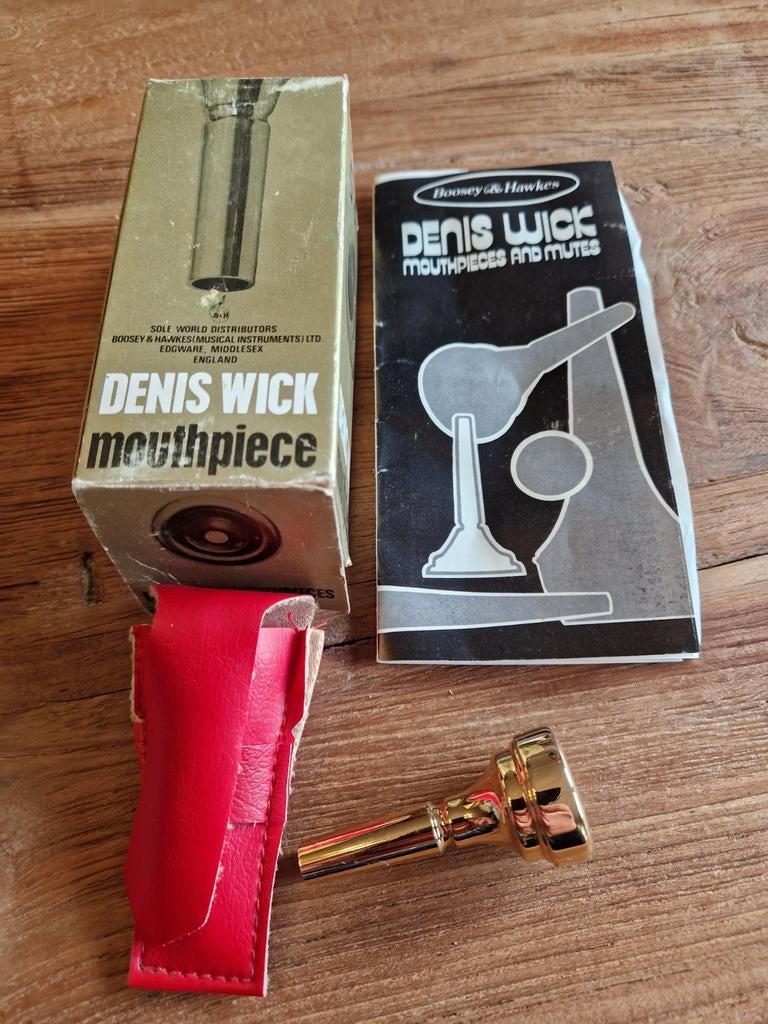 B&H
SOLE WORLD DISTRIBUTORS
BOOSEY & HAWKES (MUSICAL INSTRUMENTS) LTD.
EDGWARE, MIDDLESEX
ENGLAND
DENIS WICK
mouthpiece
MOUTHPIECES
Boosey & Hawkes
DENIS WICK
MOUTHPIECES AND MUTES